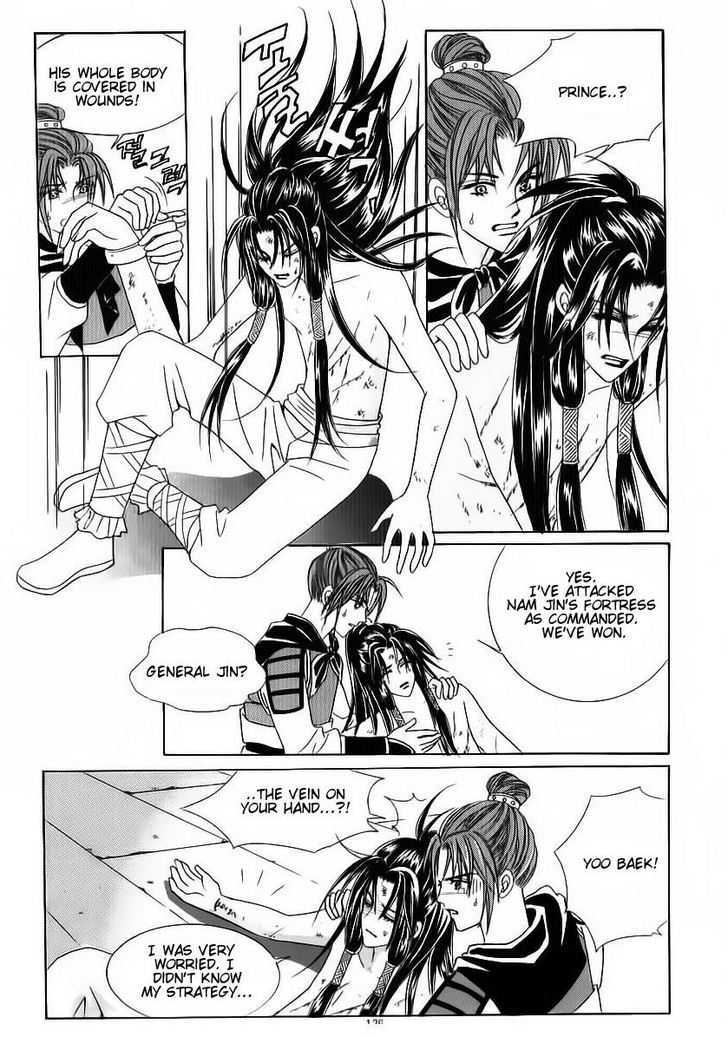 HIS WHOLE BODY
IS COVERED IN
WOUNDS!
PRINCE..?
YES.
I'VE ATTACKED
NAM JIN'S FORTRESS
AS COMMANDED.
WE'VE WON.
GENERAL JIN?
..THE VEIN ON
YOUR HAND...?!
YOO BAEK!
I WAS VERY
WORRIED. I
DIDN'T KNOW
MY STRATEGY...